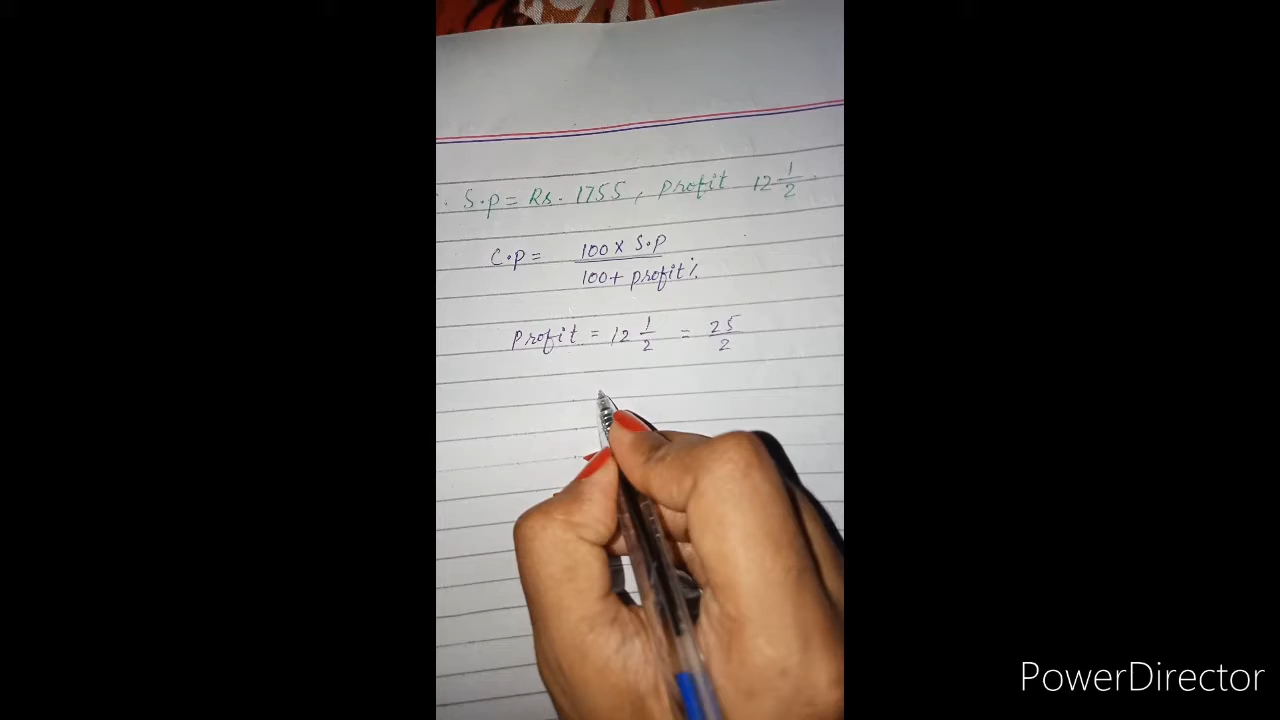 S.p = Rs. 1755, profit 12 1/2.
C.p = 100 x S.p / 100 + profit%
Profit = 12 1/2 = 25/2
PowerDirector